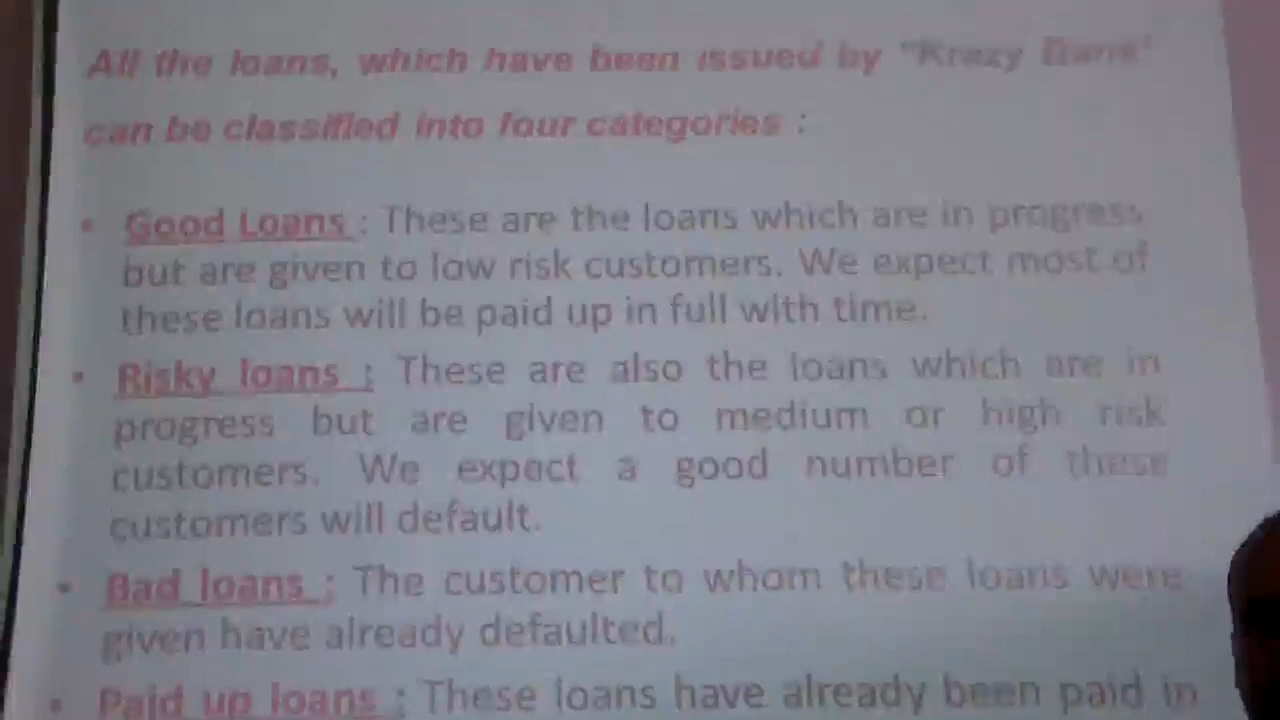 All the loans, which have been issued by "Krazy Bank"
can be classified into four categories :
• Good Loans : These are the loans which are in progress
but are given to low risk customers. We expect most of
these loans will be paid up in full with time.
• Risky loans : These are also the loans which are in
progress but are given to medium or high risk
customers. We expect a good number of these
customers will default.
• Bad loans : The customer to whom these loans were
given have already defaulted.
• Paid up loans : These loans have already been paid in